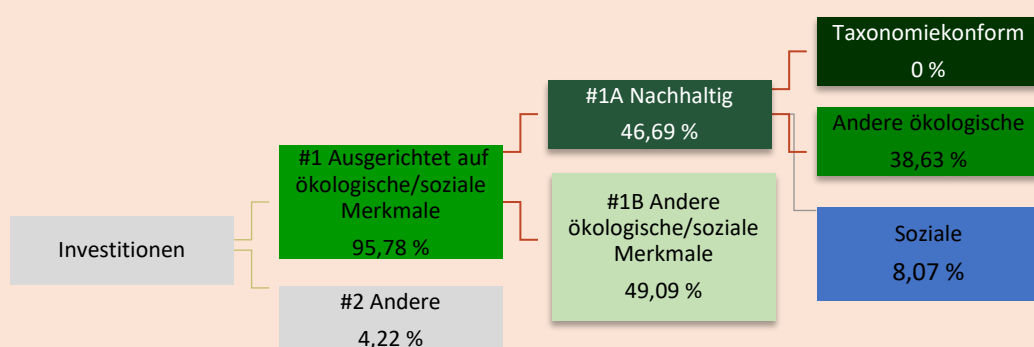 Investitionen
#1 Ausgerichtet auf
ökologische/soziale
Merkmale
95,78 %
#2 Andere
4,22 %
#1A Nachhaltig
46,69 %
#1B Andere
ökologische/soziale
Merkmale
49,09 %
Taxonomiekonform
0 %
Andere ökologische
38,63 %
Soziale
8,07 %